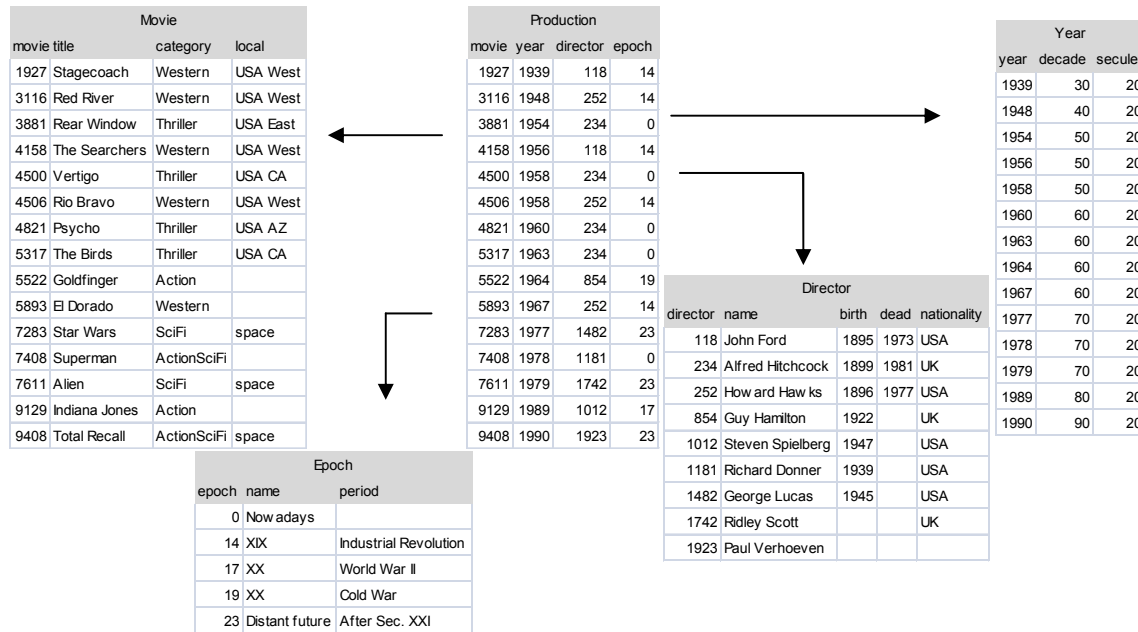 Movie
movie title category local
1927 Stagecoach Western USA West
3116 Red River Western USA West
3881 Rear Window Thriller USA East
4158 The Searchers Western USA West
4500 Vertigo Thriller USA CA
4506 Rio Bravo Western USA West
4821 Psycho Thriller USA AZ
5317 The Birds Thriller USA CA
5522 Goldfinger Action
5893 El Dorado Western
7283 Star Wars SciFi space
7408 Superman ActionSciFi
7611 Alien SciFi space
9129 Indiana Jones Action
9408 Total Recall ActionSciFi space
Production
movie year director epoch
1927 1939 118 14
3116 1948 252 14
3881 1954 234 0
4158 1956 118 14
4500 1958 234 0
4506 1958 252 14
4821 1960 234 0
5317 1963 234 0
5522 1964 854 19
5893 1967 252 14
7283 1977 1482 23
7408 1978 1181 0
7611 1979 1742 23
9129 1989 1012 17
9408 1990 1923 23
Year
year decade secule
1939 30 20
1948 40 20
1954 50 20
1956 50 20
1958 50 20
1960 60 20
1963 60 20
1964 60 20
1967 60 20
1977 70 20
1978 70 20
1979 70 20
1989 80 20
1990 90 20
Director
director name birth dead nationality
118 John Ford 1895 1973 USA
234 Alfred Hitchcock 1899 1981 UK
252 Howard Hawks 1896 1977 USA
854 Guy Hamilton 1922 UK
1012 Steven Spielberg 1947 USA
1181 Richard Donner 1939 USA
1482 George Lucas 1945 USA
1742 Ridley Scott UK
1923 Paul Verhoeven
Epoch
epoch name period
0 Nowadays
14 XIX Industrial Revolution
17 XX World War II
19 XX Cold War
23 Distant future After Sec. XXI